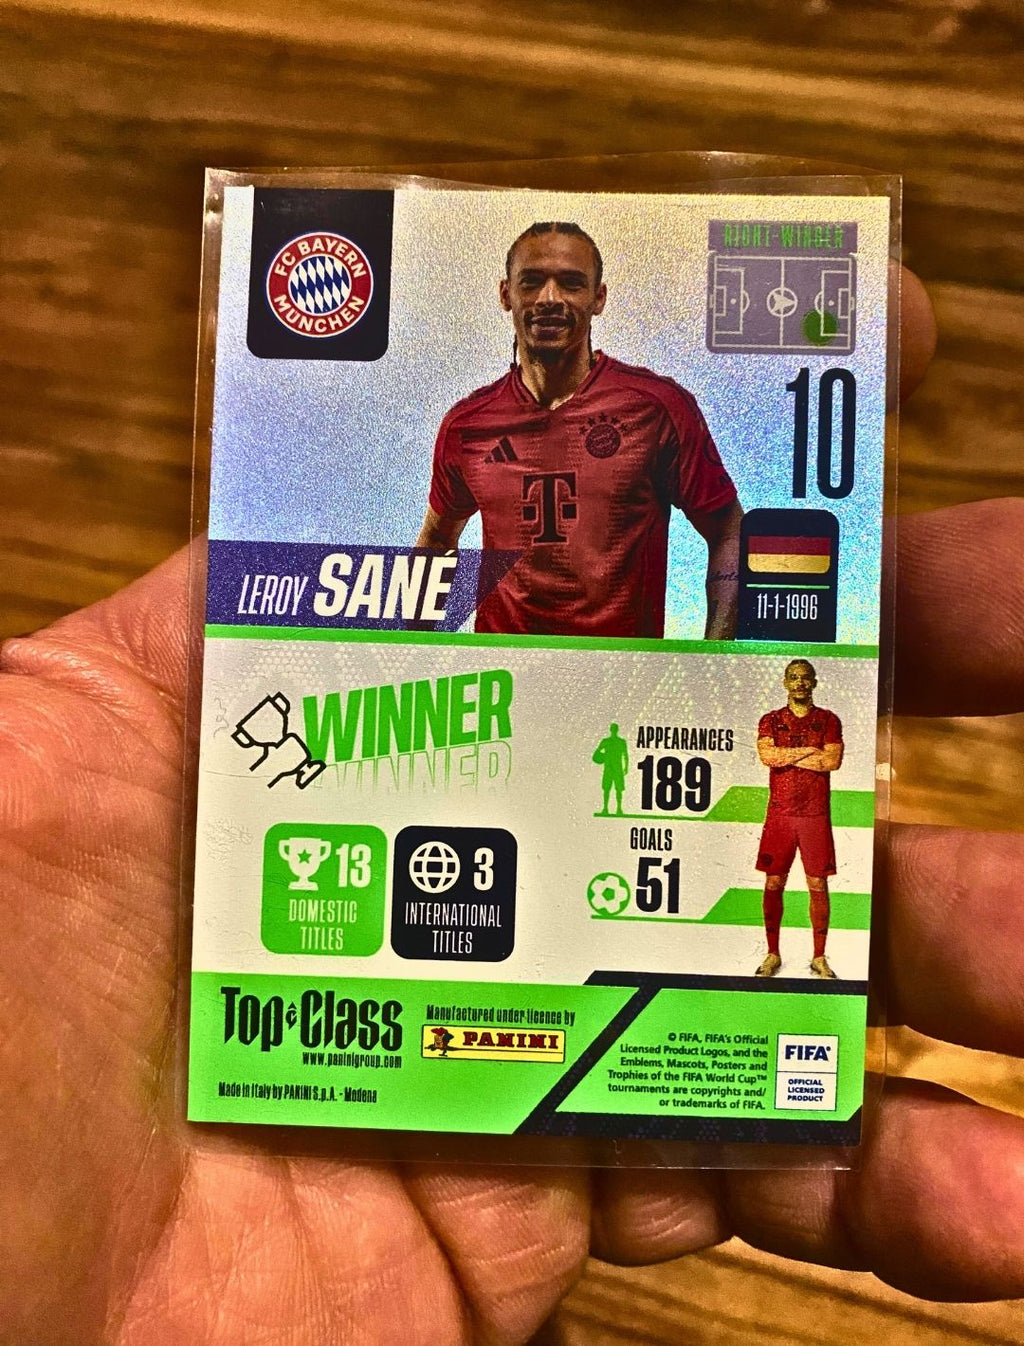 FC BAYERN
MÜNCHEN
RIGHT-WINGER
10
T
LEROY SANÉ
11-1-1996
WINNER
WINNER
APPEARANCES
189
GOALS
51
13
DOMESTIC
TITLES
3
INTERNATIONAL
TITLES
Top Class
www.paninigroup.com
Manufactured under licence by
PANINI
Made in Italy by PANINI S.p.A. - Modena
© FIFA, FIFA's Official
Licensed Product Logos, and the
Emblems, Mascots, Posters and
Trophies of the FIFA World Cup™
tournaments are copyrights and/
or trademarks of FIFA.
FIFA®
OFFICIAL
LICENSED
PRODUCT